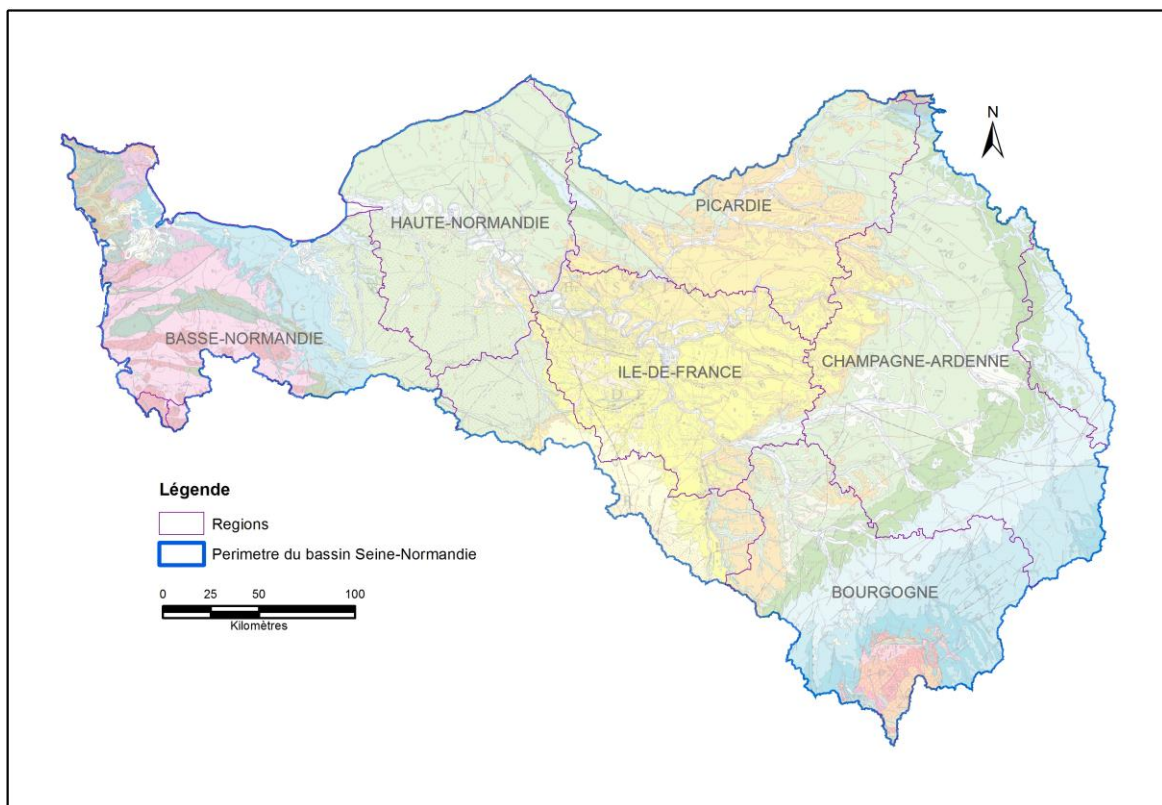 N
PICARDIE
HAUTE-NORMANDIE
BASSE-NORMANDIE
ILE-DE-FRANCE
CHAMPAGNE-ARDENNE
BOURGOGNE
Légende
Regions
Perimetre du bassin Seine-Normandie
0 25 50 100
Kilomètres